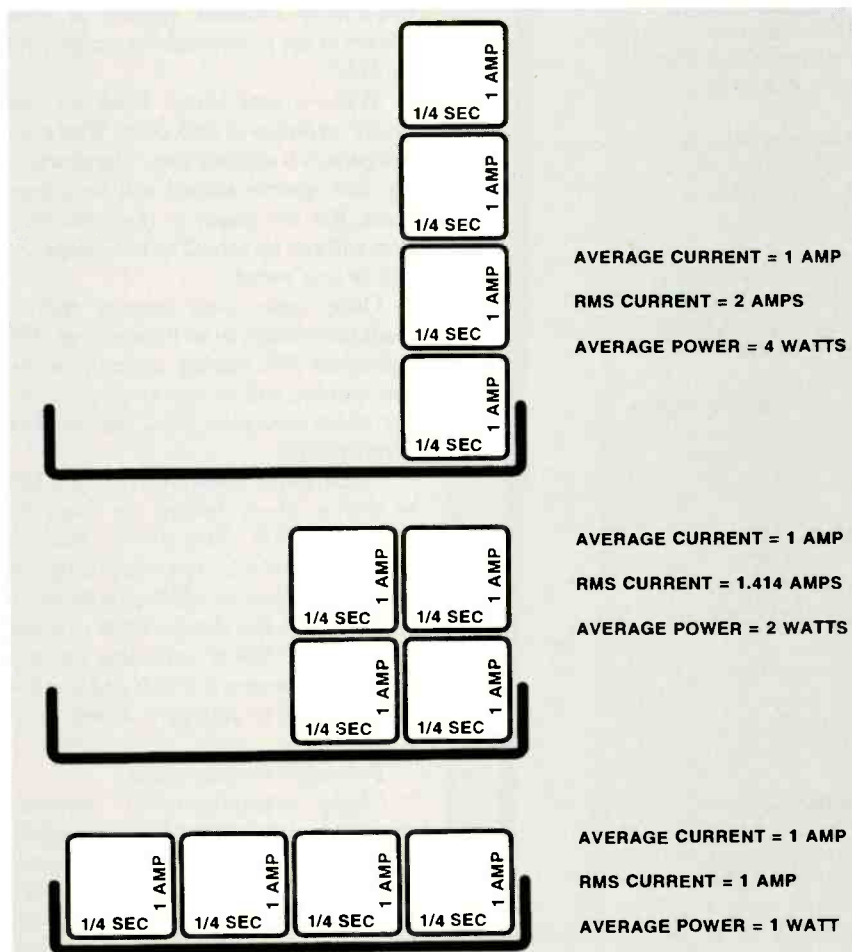 1 AMP
1/4 SEC
1 AMP
1/4 SEC
1 AMP
1/4 SEC
1 AMP
1/4 SEC
AVERAGE CURRENT = 1 AMP
RMS CURRENT = 2 AMPS
AVERAGE POWER = 4 WATTS
1 AMP
1 AMP
1/4 SEC
1/4 SEC
1 AMP
1 AMP
1/4 SEC
1/4 SEC
AVERAGE CURRENT = 1 AMP
RMS CURRENT = 1.414 AMPS
AVERAGE POWER = 2 WATTS
1 AMP
1 AMP
1 AMP
1 AMP
1/4 SEC
1/4 SEC
1/4 SEC
1/4 SEC
AVERAGE CURRENT = 1 AMP
RMS CURRENT = 1 AMP
AVERAGE POWER = 1 WATT